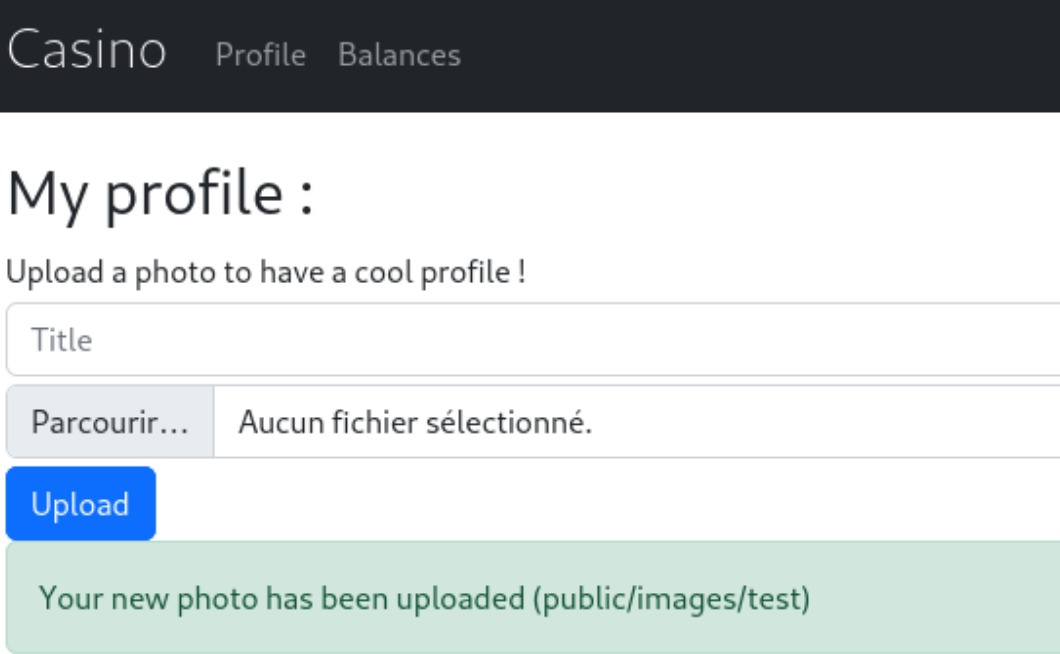 Casino Profile Balances
My profile :
Upload a photo to have a cool profile !
Title
Parcourir... Aucun fichier sélectionné.
Upload
Your new photo has been uploaded (public/images/test)